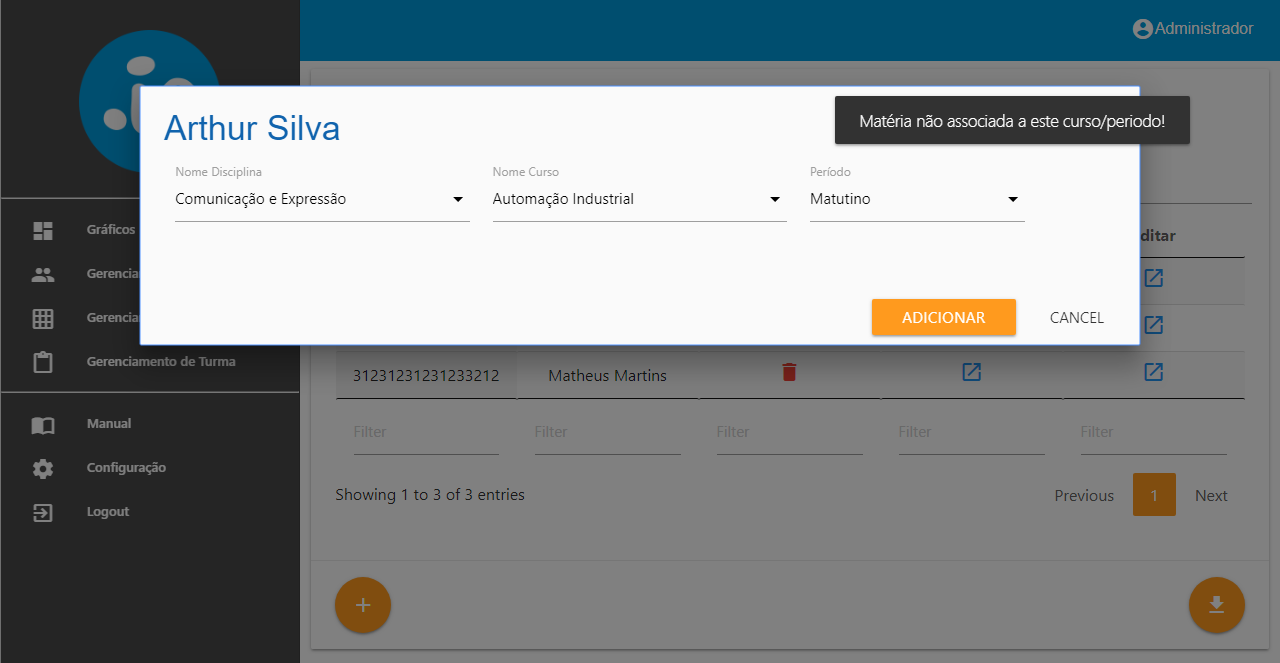 Administrador
Arthur Silva
Matéria não associada a este curso/periodo!
Nome Disciplina
Nome Curso
Período
Comunicação e Expressão
Automação Industrial
Matutino
ADICIONAR
CANCEL
Gráficos
Gerencia
Gerencia
Gerenciamento de Turma
Manual
Configuração
Logout
ditar
31231231231233212
Matheus Martins
Filter
Filter
Filter
Filter
Filter
Showing 1 to 3 of 3 entries
Previous
1
Next